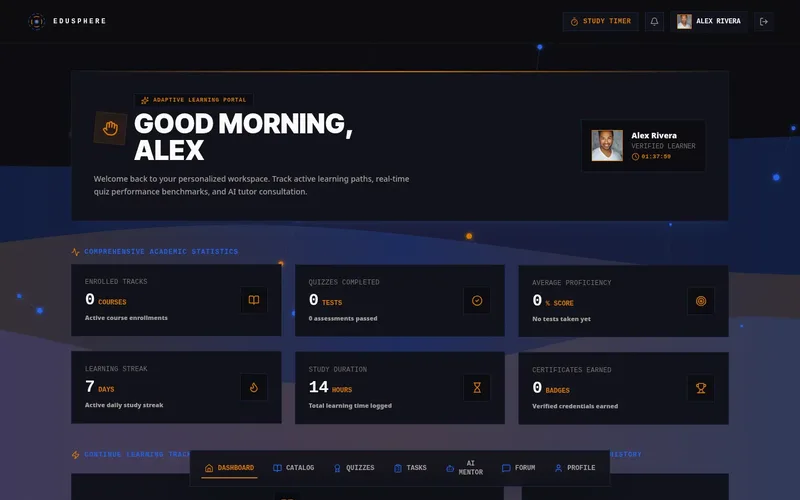 EDUSPHERE
STUDY TIMER
ALEX RIVERA
ADAPTIVE LEARNING PORTAL
GOOD MORNING,
ALEX
Welcome back to your personalized workspace. Track active learning paths, real-time
quiz performance benchmarks, and AI tutor consultation.
Alex Rivera
VERIFIED LEARNER
01:37:59
COMPREHENSIVE ACADEMIC STATISTICS
ENROLLED TRACKS
0 COURSES
Active course enrollments
QUIZZES COMPLETED
0 TESTS
0 assessments passed
AVERAGE PROFICIENCY
0 % SCORE
No tests taken yet
LEARNING STREAK
7 DAYS
Active daily study streak
STUDY DURATION
14 HOURS
Total learning time logged
CERTIFICATES EARNED
0 BADGES
Verified credentials earned
CONTINUE LEARNING TRACK
HISTORY
DASHBOARD
CATALOG
QUIZZES
TASKS
AI
MENTOR
FORUM
PROFILE